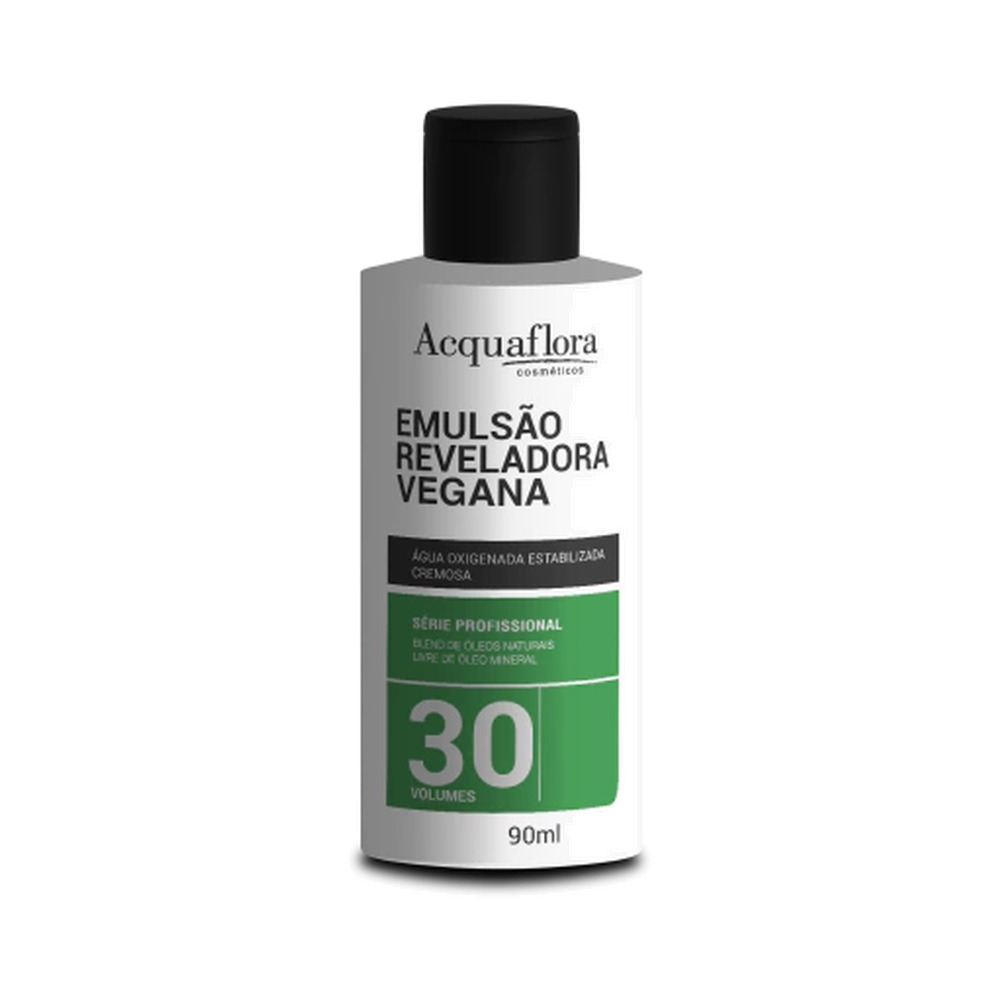 Acquaflora
cosméticos
EMULSÃO
REVELADORA
VEGANA
ÁGUA OXIGENADA ESTABILIZADA
CREMOSA
SÉRIE PROFISSIONAL
BLEND DE ÓLEOS NATURAIS
LIVRE DE ÓLEO MINERAL
30
VOLUMES
90ml